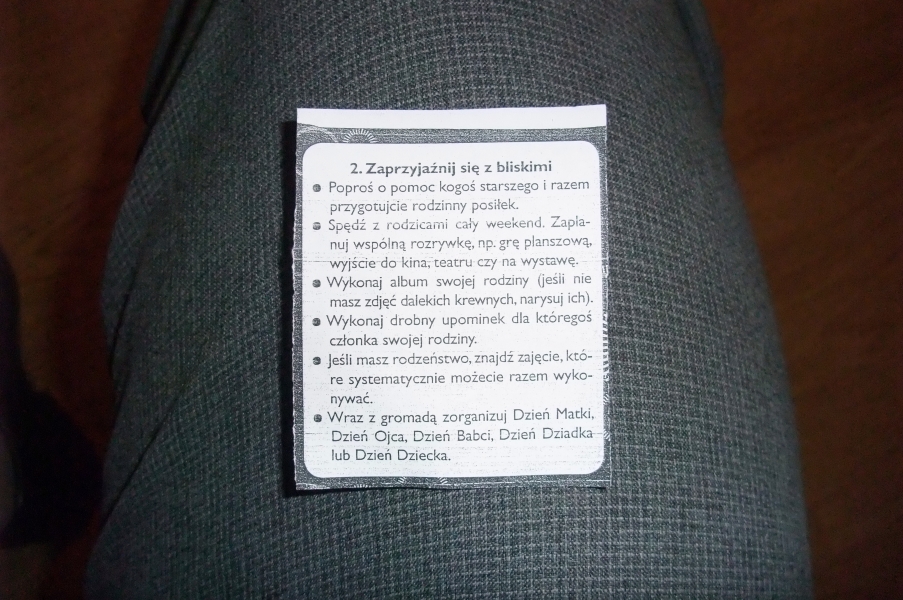 2. Zaprzyjaźnij się z bliskimi
• Poproś o pomoc kogoś starszego i razem
przygotujcie rodzinny posiłek.
• Spędź z rodzicami cały weekend. Zapla-
nuj wspólną rozrywkę, np. grę planszową,
wyjście do kina, teatru czy na wystawę.
• Wykonaj album swojej rodziny (jeśli nie
masz zdjęć dalekich krewnych, narysuj ich).
• Wykonaj drobny upominek dla któregoś
członka swojej rodziny.
• Jeśli masz rodzeństwo, znajdź zajęcie, któ-
re systematycznie możecie razem wyko-
nywać.
• Wraz z gromadą zorganizuj Dzień Matki,
Dzień Ojca, Dzień Babci, Dzień Dziadka
lub Dzień Dziecka.